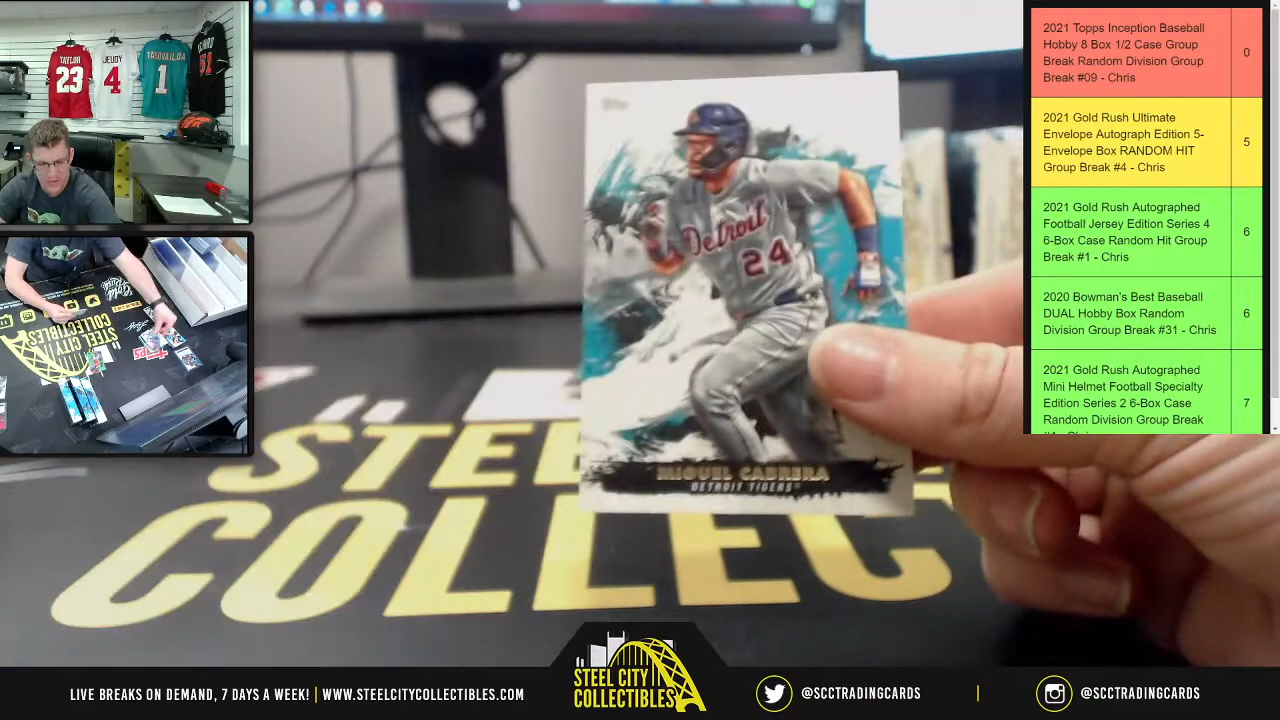 TAYLOR
23
JEUDY
4
TAGOVAILOA
1
2021 Topps Inception Baseball
Hobby 8 Box 1/2 Case Group
Break Random Division Group
Break #09 - Chris
0
2021 Gold Rush Ultimate
Envelope Autograph Edition 5-
Envelope Box RANDOM HIT
Group Break #4 - Chris
5
2021 Gold Rush Autographed
Football Jersey Edition Series 4
6-Box Case Random Hit Group
Break #1 - Chris
6
2020 Bowman's Best Baseball
DUAL Hobby Box Random
Division Group Break #31 - Chris
6
2021 Gold Rush Autographed
Mini Helmet Football Specialty
Edition Series 2 6-Box Case
Random Division Group Break
7
Detroit
24
MIGUEL CABRERA
DETROIT TIGERS
STEE
COLLEC
STEEL CITY
COLLECTIBLES
LIVE BREAKS ON DEMAND, 7 DAYS A WEEK! | WWW.STEELCITYCOLLECTIBLES.COM
STEEL CITY
COLLECTIBLES
@SCCTRADINGCARDS | @SCCTRADINGCARDS